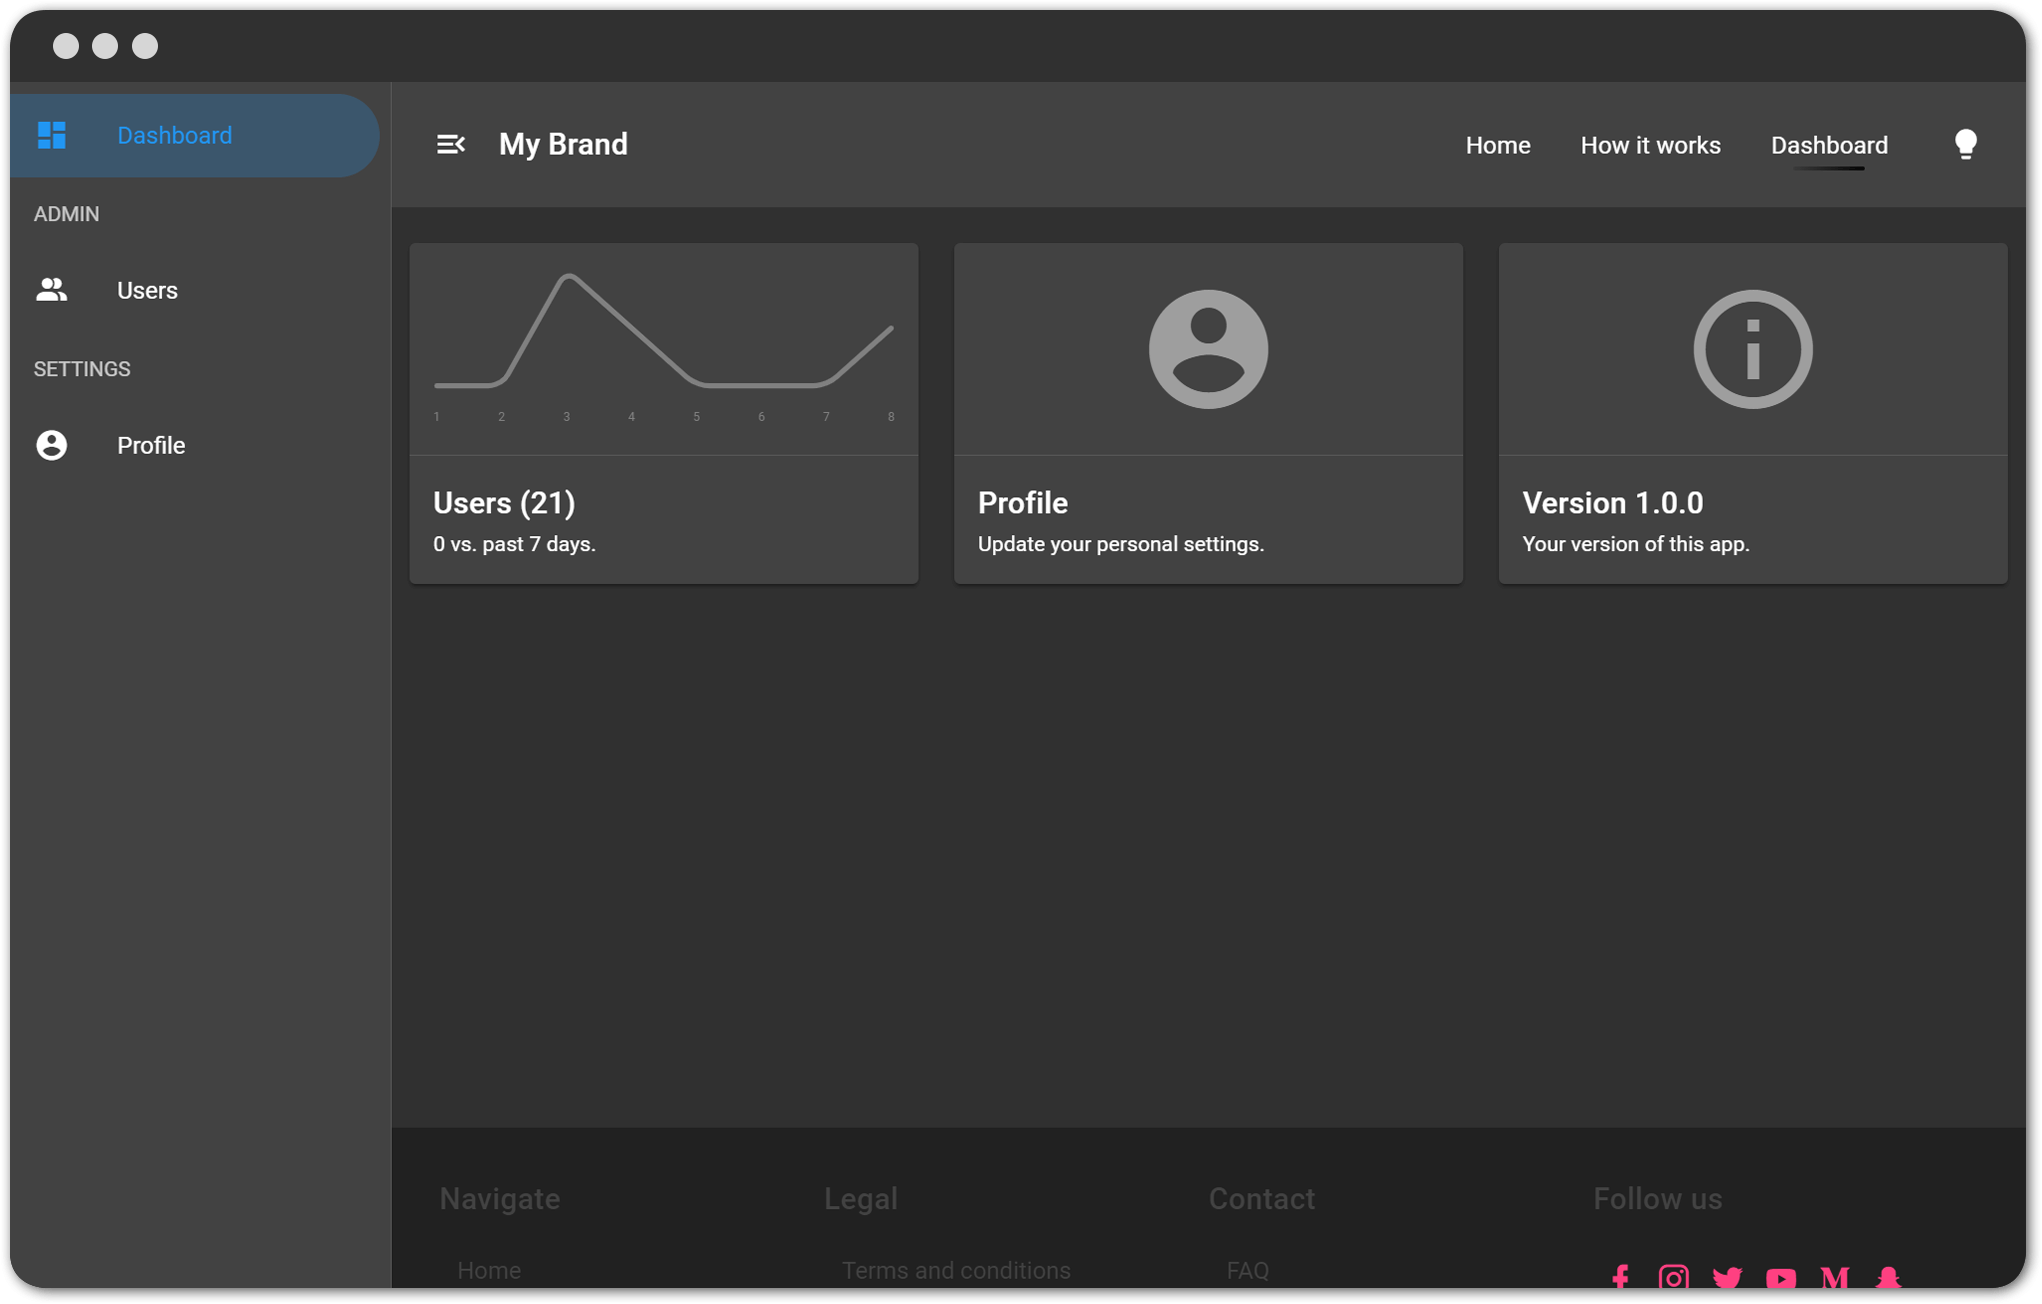 Dashboard
ADMIN
Users
SETTINGS
Profile
My Brand
Home
How it works
Dashboard
1 2 3 4 5 6 7 8
Users (21)
0 vs. past 7 days.
Profile
Update your personal settings.
Version 1.0.0
Your version of this app.
Navigate
Home
Legal
Terms and conditions
Contact
FAQ
Follow us